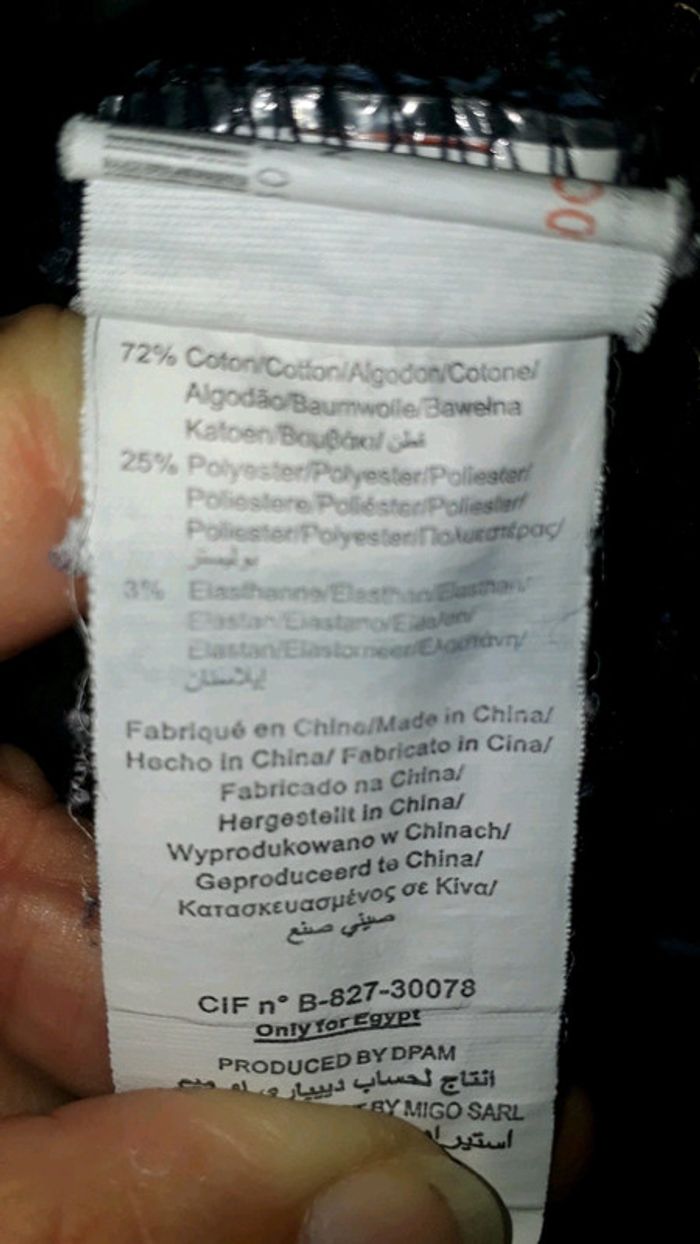 72% Coton/Cotton/Algodon/Cotone/
Algodão/Baumwolle/Bawełna
Katoen/Βαμβάκι/ قطن
25% Polyester/Polyester/Poliester/
Poliestere/Poliéster/Poliester/
Poliester/Polyester/Πολυεστέρας/
بوليستر
3% Elasthanne/Elasthan/Elasthan/
Elastan/Elastano/
Elastan/Elastomeer/Ελαστάνη/
إيلاستان
Fabriqué en Chine/Made in China/
Hecho in China/ Fabricato in Cina/
Fabricado na China/
Hergestellt in China/
Wyprodukowano w Chinach/
Geproduceerd te China/
Κατασκευασμένος σε Κίνα/
صيني صنع
CIF n° B-827-30078
Only for Egypt
PRODUCED BY DPAM
انتاج لحساب
BY MIGO SARL